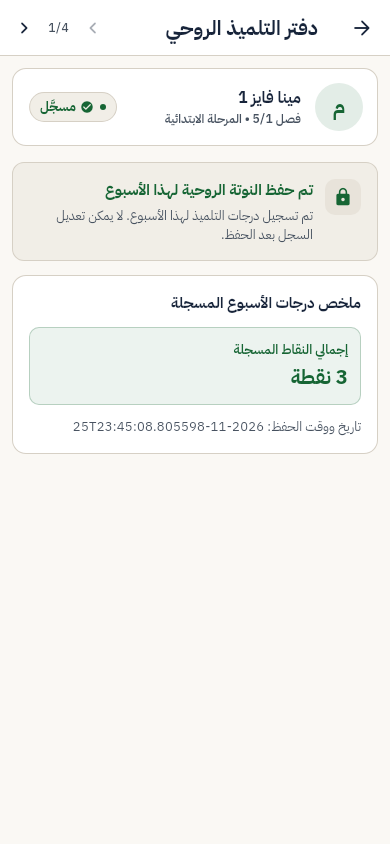 دفتر التلميذ الروحي
1/4
م
مينا فايز 1
فصل 5/1 • المرحلة الابتدائية
مسجَّل
تم حفظ النوتة الروحية لهذا الأسبوع
تم تسجيل درجات التلميذ لهذا الأسبوع. لا يمكن تعديل
السجل بعد الحفظ.
ملخص درجات الأسبوع المسجلة
إجمالي النقاط المسجلة
3 نقطة
تاريخ ووقت الحفظ: 2026-11-25T23:45:08.805598